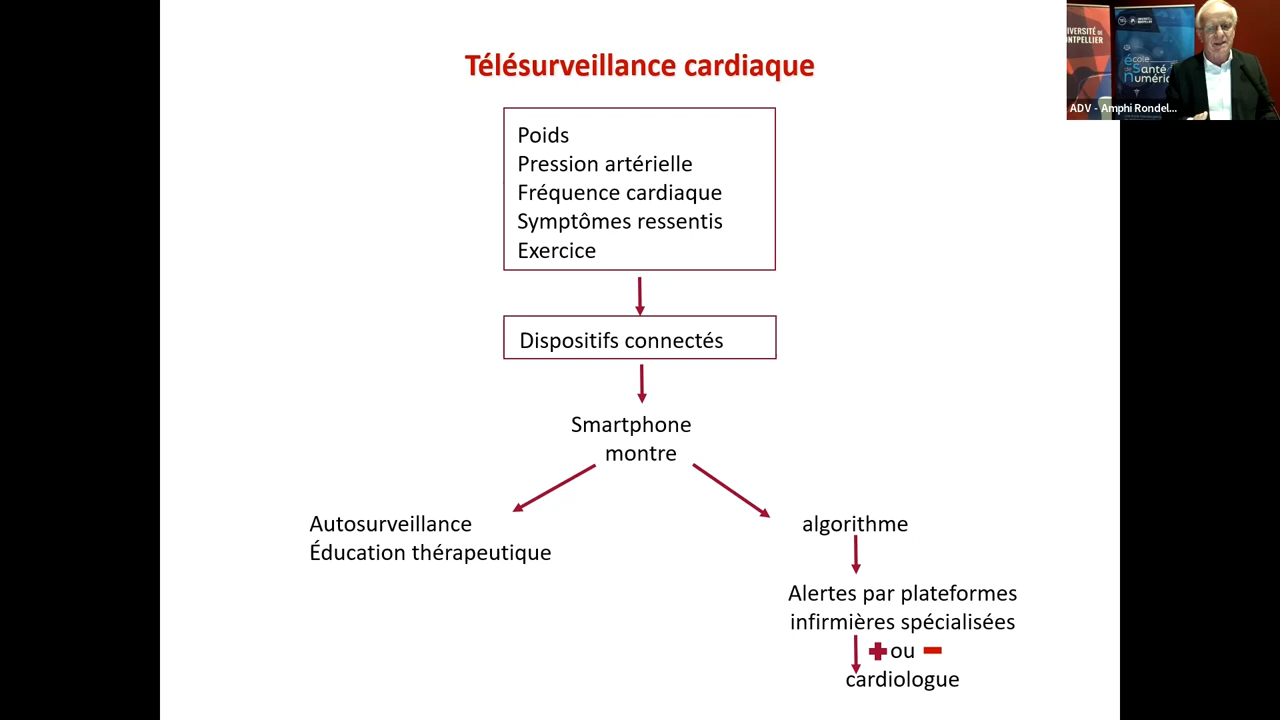 Télésurveillance cardiaque
Poids
Pression artérielle
Fréquence cardiaque
Symptômes ressentis
Exercice
Dispositifs connectés
Smartphone
montre
Autosurveillance
Éducation thérapeutique
algorithme
Alertes par plateformes
infirmières spécialisées
+ ou -
cardiologue
ADV - Amphi Rondel...